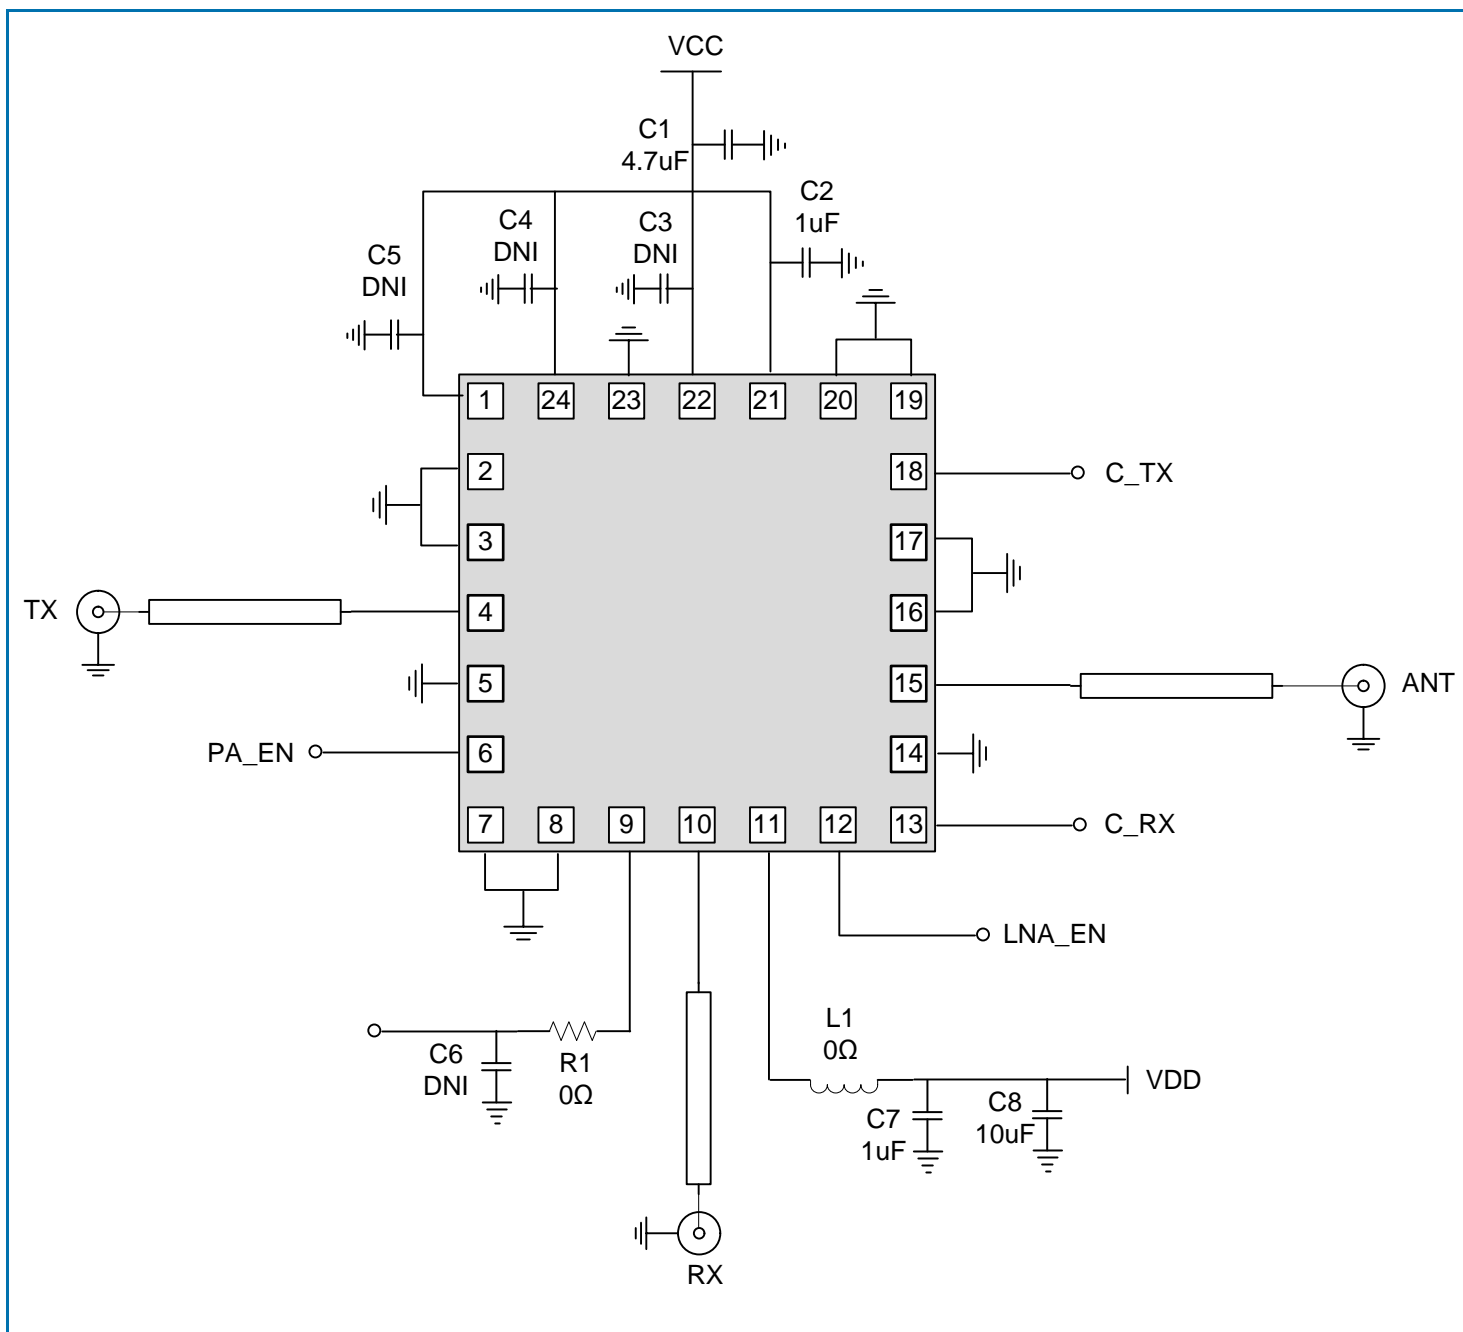 VCC
C1
4.7uF
C2
1uF
C4
DNI
C3
DNI
C5
DNI
1
24
23
22
21
20
19
2
18
C_TX
3
17
TX
4
16
5
15
ANT
PA_EN
6
14
7
8
9
10
11
12
13
C_RX
LNA_EN
C6
DNI
R1
0Ω
L1
0Ω
VDD
C7
1uF
C8
10uF
RX